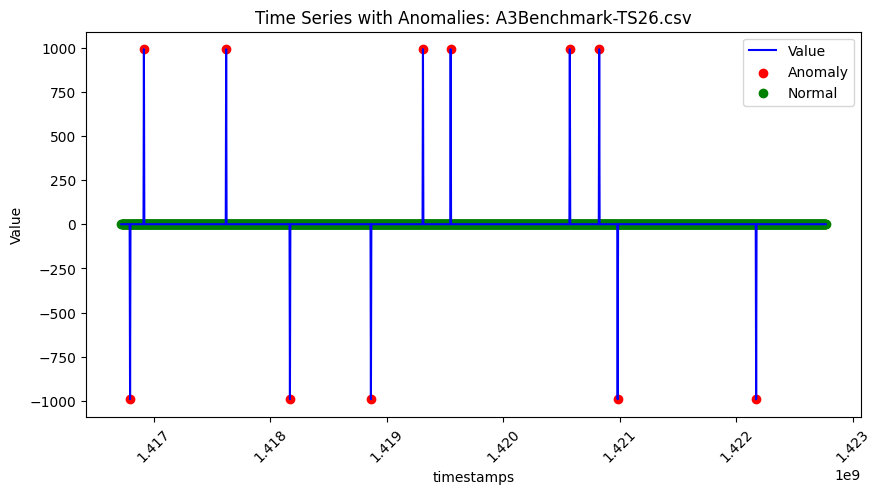 Time Series with Anomalies: A3Benchmark-TS26.csv
Value
Anomaly
Normal
1000
750
500
250
0
−250
−500
−750
−1000
Value
1.417
1.418
1.419
1.420
1.421
1.422
1.423
1e9
timestamps